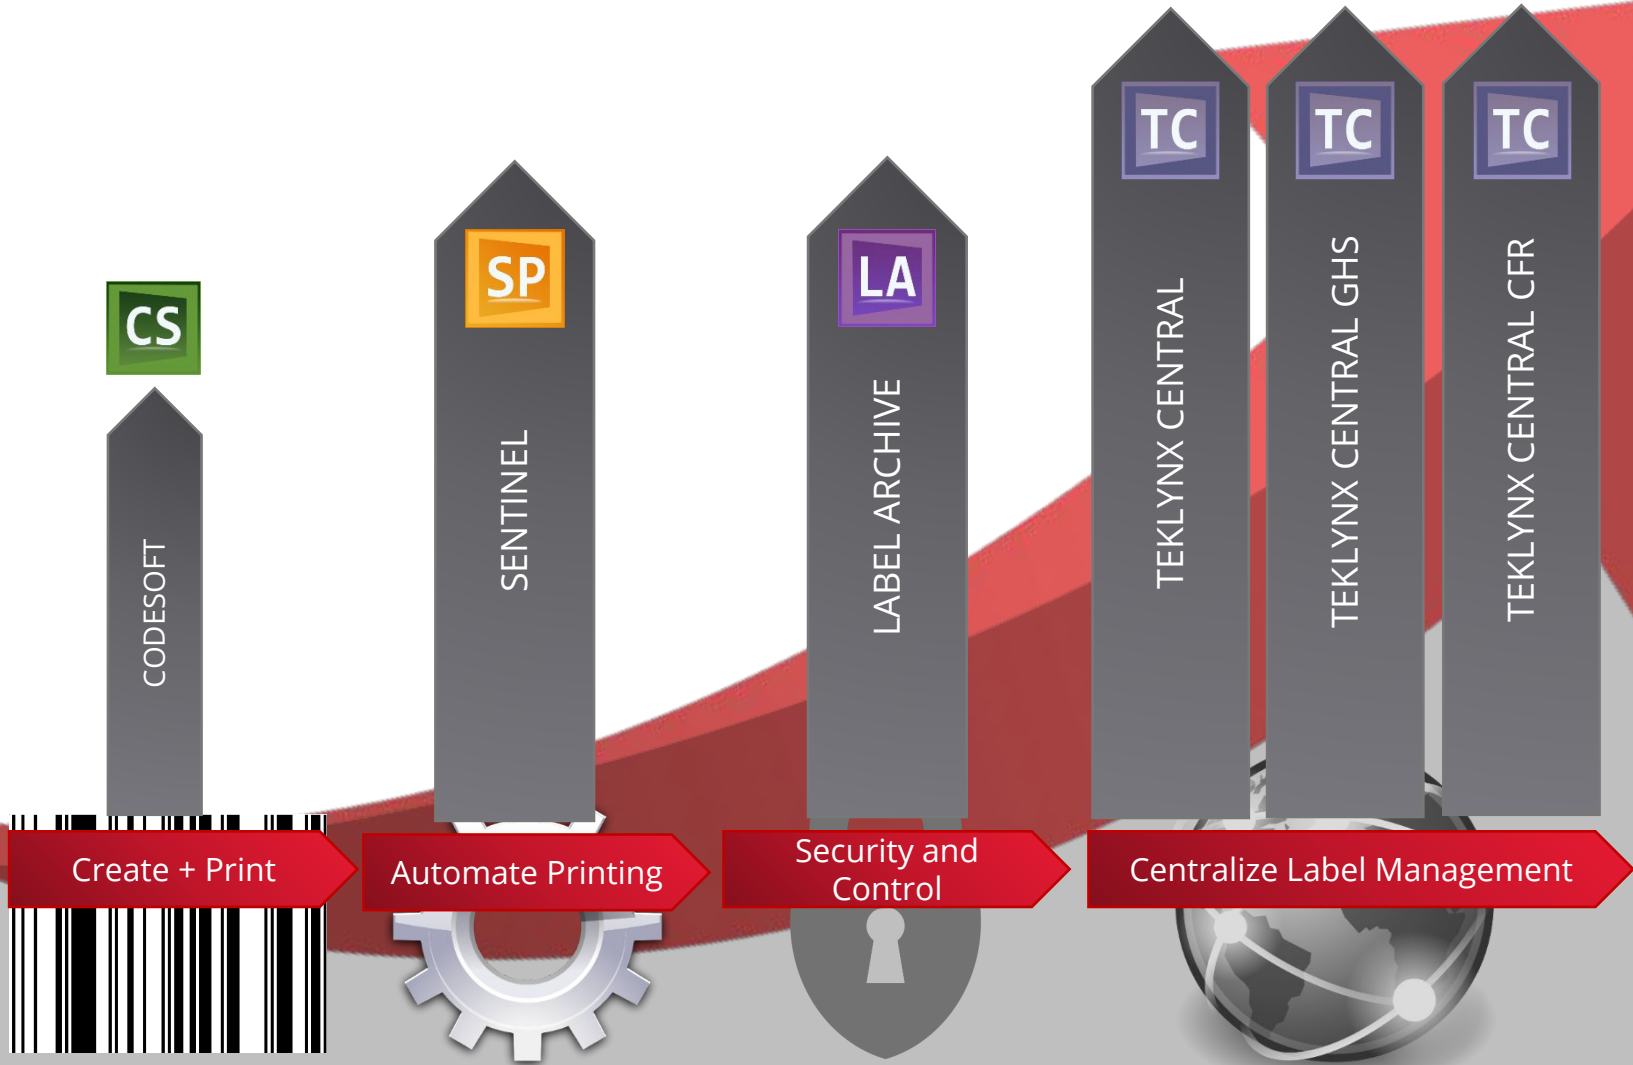 CS
CODESOFT
Create + Print
SP
SENTINEL
Automate Printing
LA
LABEL ARCHIVE
Security and
Control
TC
TEKLYNX CENTRAL
TC
TEKLYNX CENTRAL GHS
TC
TEKLYNX CENTRAL CFR
Centralize Label Management